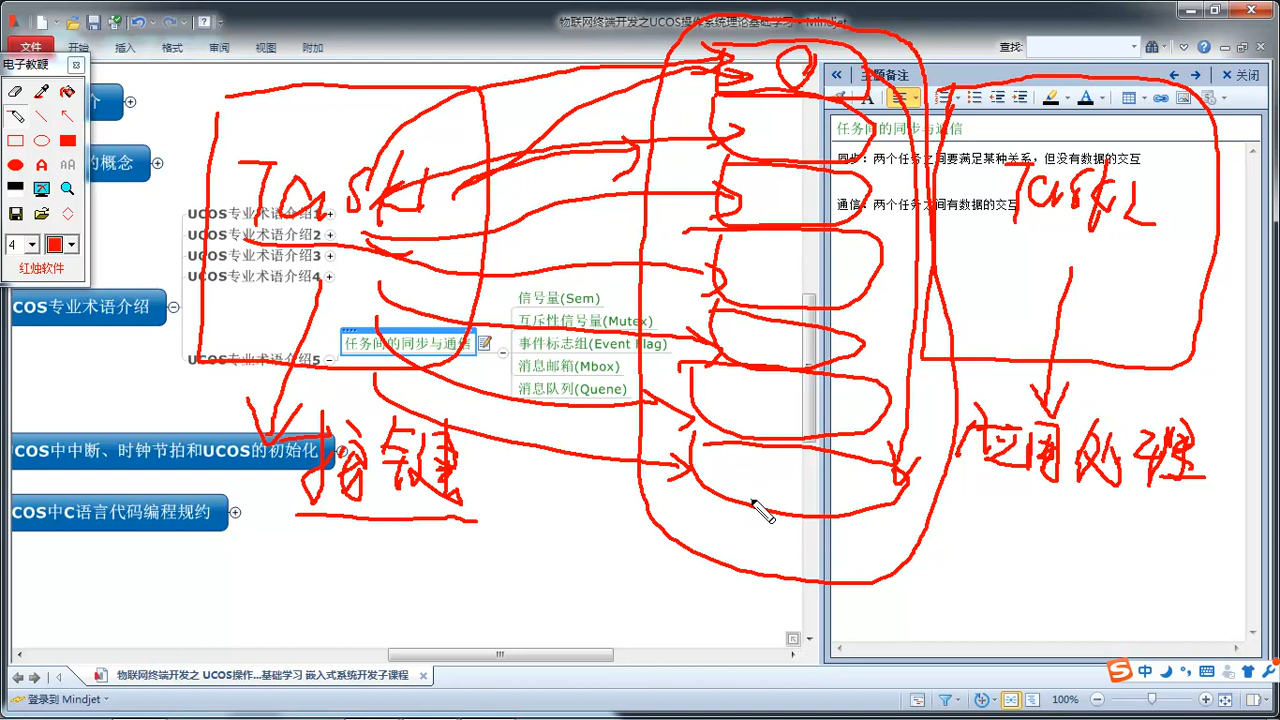 物联网终端开发之UCOS操作系统理论基础学习 - Mindjet
文件 开始 插入 格式 审阅 视图 附加 查找:
电子教鞭
主题备注 关闭
介
的概念
任务间的同步与通信
同步：两个任务之间要满足某种关系，但没有数据的交互
通信：两个任务之间有数据的交互
Task1
Task2
UCOS专业术语介绍1
UCOS专业术语介绍2
UCOS专业术语介绍3
UCOS专业术语介绍4
4
红烛软件
COS专业术语介绍
信号量(Sem)
互斥性信号量(Mutex)
事件标志组(Event Flag)
消息邮箱(Mbox)
消息队列(Quene)
任务间的同步与通信
UCOS专业术语介绍5
按键
应用处理
COS中中断、时钟节拍和UCOS的初始化
COS中C语言代码编程规约
物联网终端开发之 UCOS操作...基础学习 嵌入式系统开发子课程
中
登录到 Mindjet
100%